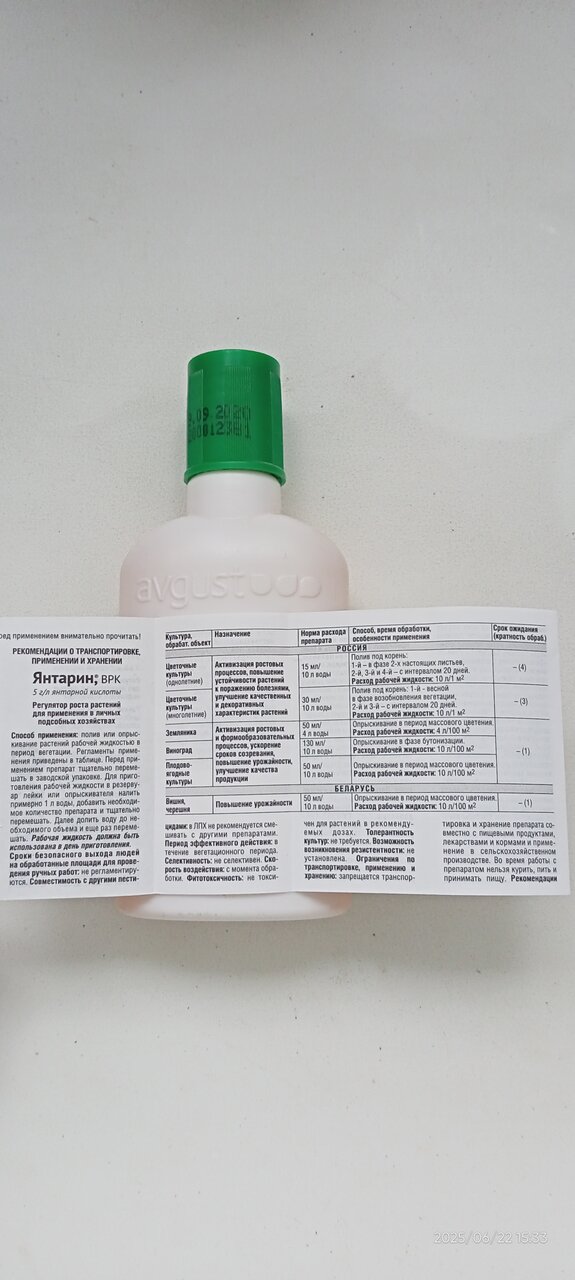 .09.2020
avgust
ред применением внимательно прочитать!
РЕКОМЕНДАЦИИ О ТРАНСПОРТИРОВКЕ,
ПРИМЕНЕНИИ И ХРАНЕНИИ
Янтарин, ВРК
5 г/л янтарной кислоты
Регулятор роста растений
для применения в личных
подсобных хозяйствах
Способ применения: полив или опрыс-
кивание растений рабочей жидкостью в
период вегетации. Регламенты приме-
нения приведены в таблице. Перед при-
менением препарат тщательно переме-
шать в заводской упаковке. Для приго-
товления рабочей жидкости в резерву-
ар лейки или опрыскивателя налить
примерно 1 л воды, добавить необходи-
мое количество препарата и тщательно
перемешать. Далее долить воду до не-
обходимого объема и еще раз переме-
шать. Рабочая жидкость должна быть
использована в день приготовления.
Сроки безопасного выхода людей
на обработанные площади для прове-
дения ручных работ: не регламентиру-
ются. Совместимость с другими пести-
Культура,
обрабат. объект
Назначение
Норма расхода
препарата
Способ, время обработки,
особенности применения
Срок ожидания
(кратность обраб.)
РОССИЯ
Цветочные
культуры
(однолетние)
Активизация ростовых
процессов, повышение
устойчивости растений
к поражению болезнями,
улучшение качественных
и декоративных
характеристик растений
15 мл/
10 л воды
Полив под корень:
1-й – в фазе 2-х настоящих листьев,
2-й, 3-й и 4-й – с интервалом 20 дней.
Расход рабочей жидкости: 10 л/1 м²
– (4)
Цветочные
культуры
(многолетние)
30 мл/
10 л воды
Полив под корень: 1-й - весной
в фазе возобновления вегетации,
2-й и 3-й – с интервалом 20 дней.
Расход рабочей жидкости: 10 л/1 м²
– (3)
Земляника
Активизация ростовых
и формообразовательных
процессов, ускорение
сроков созревания,
повышение урожайности,
улучшение качества
продукции
50 мл/
4 л воды
Опрыскивание в период массового цветения.
Расход рабочей жидкости: 4 л/100 м²
– (1)
Виноград
130 мл/
10 л воды
Опрыскивание в фазе бутонизации.
Расход рабочей жидкости: 10 л/100 м²
Плодово-
ягодные
культуры
50 мл/
10 л воды
Опрыскивание в период массового цветения.
Расход рабочей жидкости: 10 л/100 м²
БЕЛАРУСЬ
Вишня,
черешня
Повышение урожайности
50 мл/
10 л воды
Опрыскивание в период массового цветения.
Расход рабочей жидкости: 10 л/100 м²
– (1)
цидами: в ЛПХ не рекомендуется сме-
шивать с другими препаратами.
Период эффективного действия: в
течение вегетационного периода.
Селективность: не селективен. Ско-
рость воздействия: с момента обра-
ботки. Фитотоксичность: не токси-
чен для растений в рекоменду-
емых дозах. Толерантность
культур: не требуется. Возможность
возникновения резистентности: не
установлена. Ограничения по
транспортировке, применению и
хранению: запрещается транспор-
тировка и хранение препарата со-
вместно с пищевыми продуктами,
лекарствами и кормами и приме-
нение в сельскохозяйственном
производстве. Во время работы с
препаратом нельзя курить, пить и
принимать пищу. Рекомендации
2025/06/22 15:33